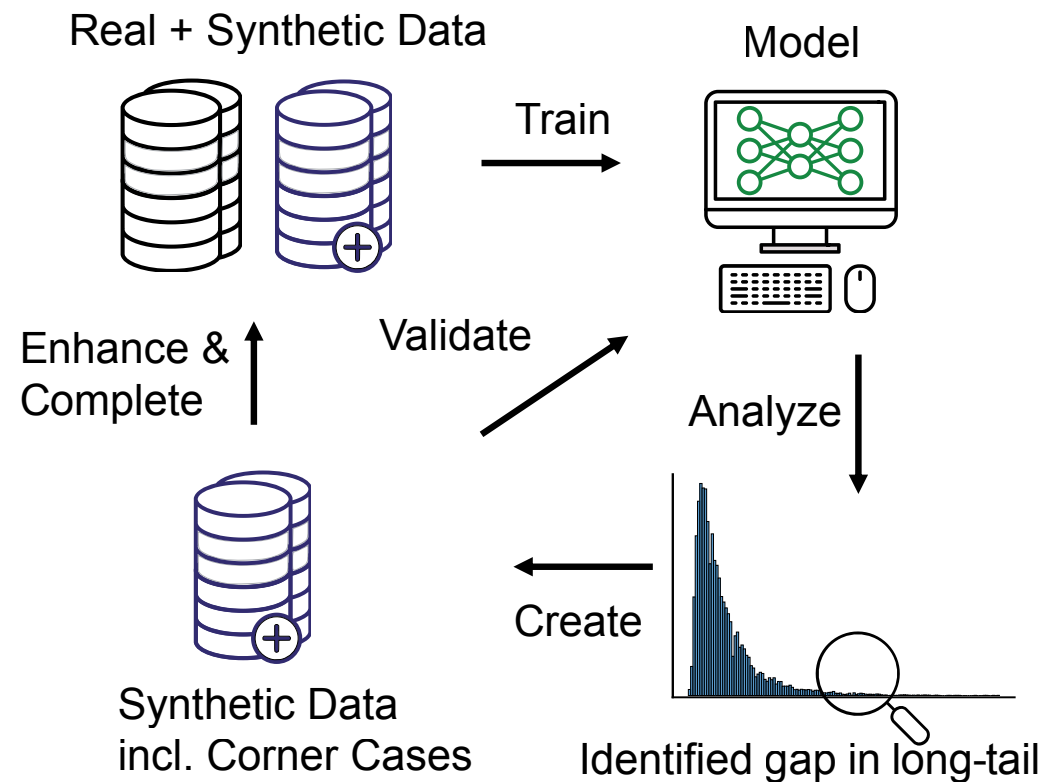 Real + Synthetic Data
Model
Train
Validate
Enhance &
Complete
Analyze
Create
Synthetic Data
incl. Corner Cases
Identified gap in long-tail